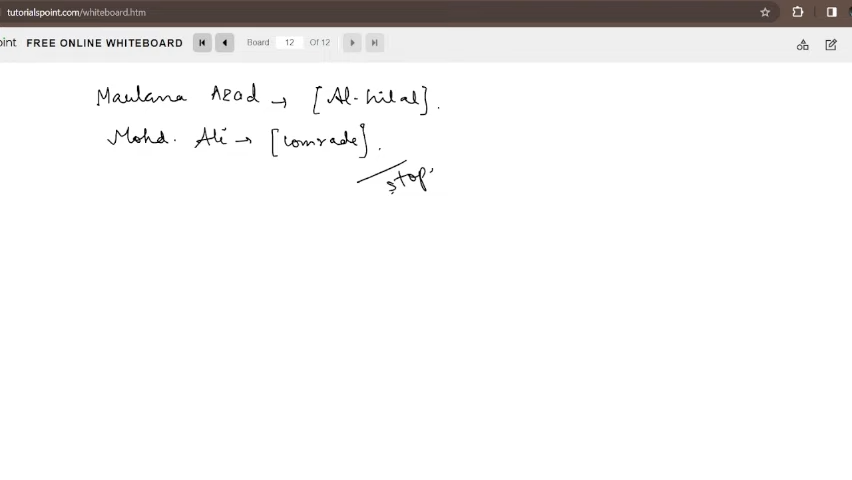 tutorialspoint.com/whiteboard.htm
oint FREE ONLINE WHITEBOARD Board 12 Of 12
Maulana Azad → [Al-hilal].
Mohd. Ali → [Comrade].
stop.